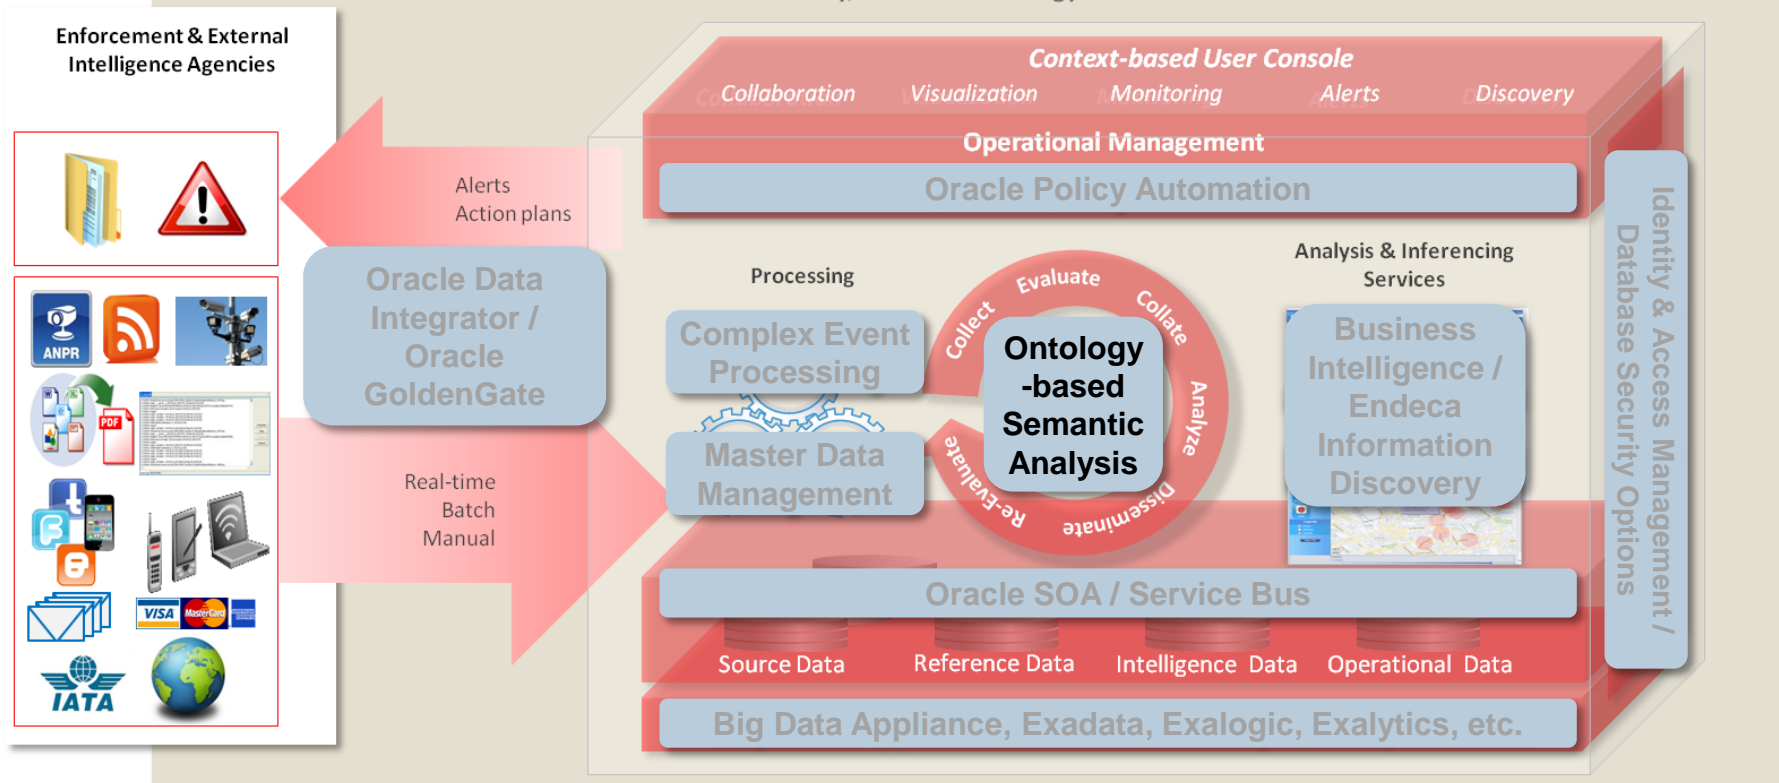 Enforcement & External
Intelligence Agencies
Context-based User Console
Collaboration Visualization Monitoring Alerts Discovery
Operational Management
Oracle Policy Automation
Alerts
Action plans
Oracle Data
Integrator /
Oracle
GoldenGate
Real-time
Batch
Manual
ANPR
PDF
VISA MasterCard
IATA
Processing
Complex Event
Processing
Master Data
Management
Collect
Evaluate
Collate
Analyze
Disseminate
Re-Evaluate
Ontology
-based
Semantic
Analysis
Analysis & Inferencing
Services
Business
Intelligence /
Endeca
Information
Discovery
Identity & Access Management /
Database Security Options
Oracle SOA / Service Bus
Source Data Reference Data Intelligence Data Operational Data
Big Data Appliance, Exadata, Exalogic, Exalytics, etc.